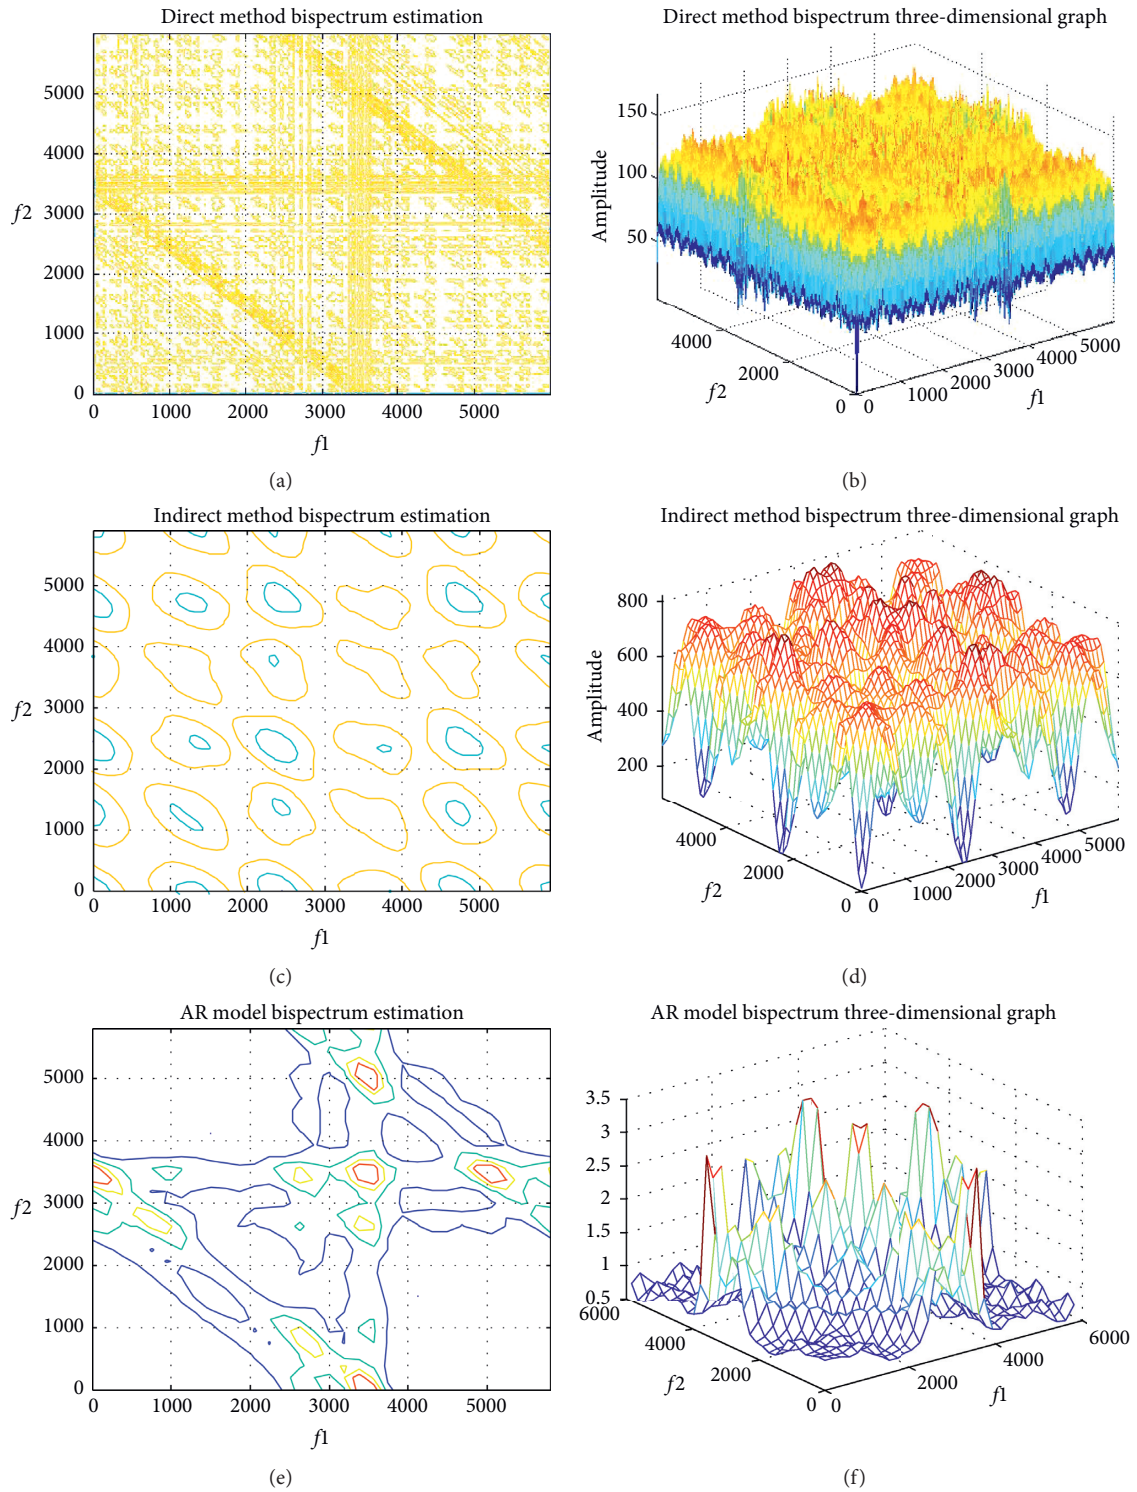 Direct method bispectrum estimation
5000
4000
f2 3000
2000
1000
0
0 1000 2000 3000 4000 5000
f1
(a)
Direct method bispectrum three-dimensional graph
150
100
50
Amplitude
4000
2000
0
f2
0 1000 2000 3000 4000 5000
f1
(b)
Indirect method bispectrum estimation
5000
4000
f2 3000
2000
1000
0
0 1000 2000 3000 4000 5000
f1
(c)
Indirect method bispectrum three-dimensional graph
800
600
400
200
Amplitude
4000
2000
0
f2
0 1000 2000 3000 4000 5000
f1
(d)
AR model bispectrum estimation
5000
4000
f2 3000
2000
1000
0
0 1000 2000 3000 4000 5000
f1
(e)
AR model bispectrum three-dimensional graph
3.5
3
2.5
2
1.5
1
0.5
6000
4000
2000
0
f2
0 2000 4000 6000
f1
(f)